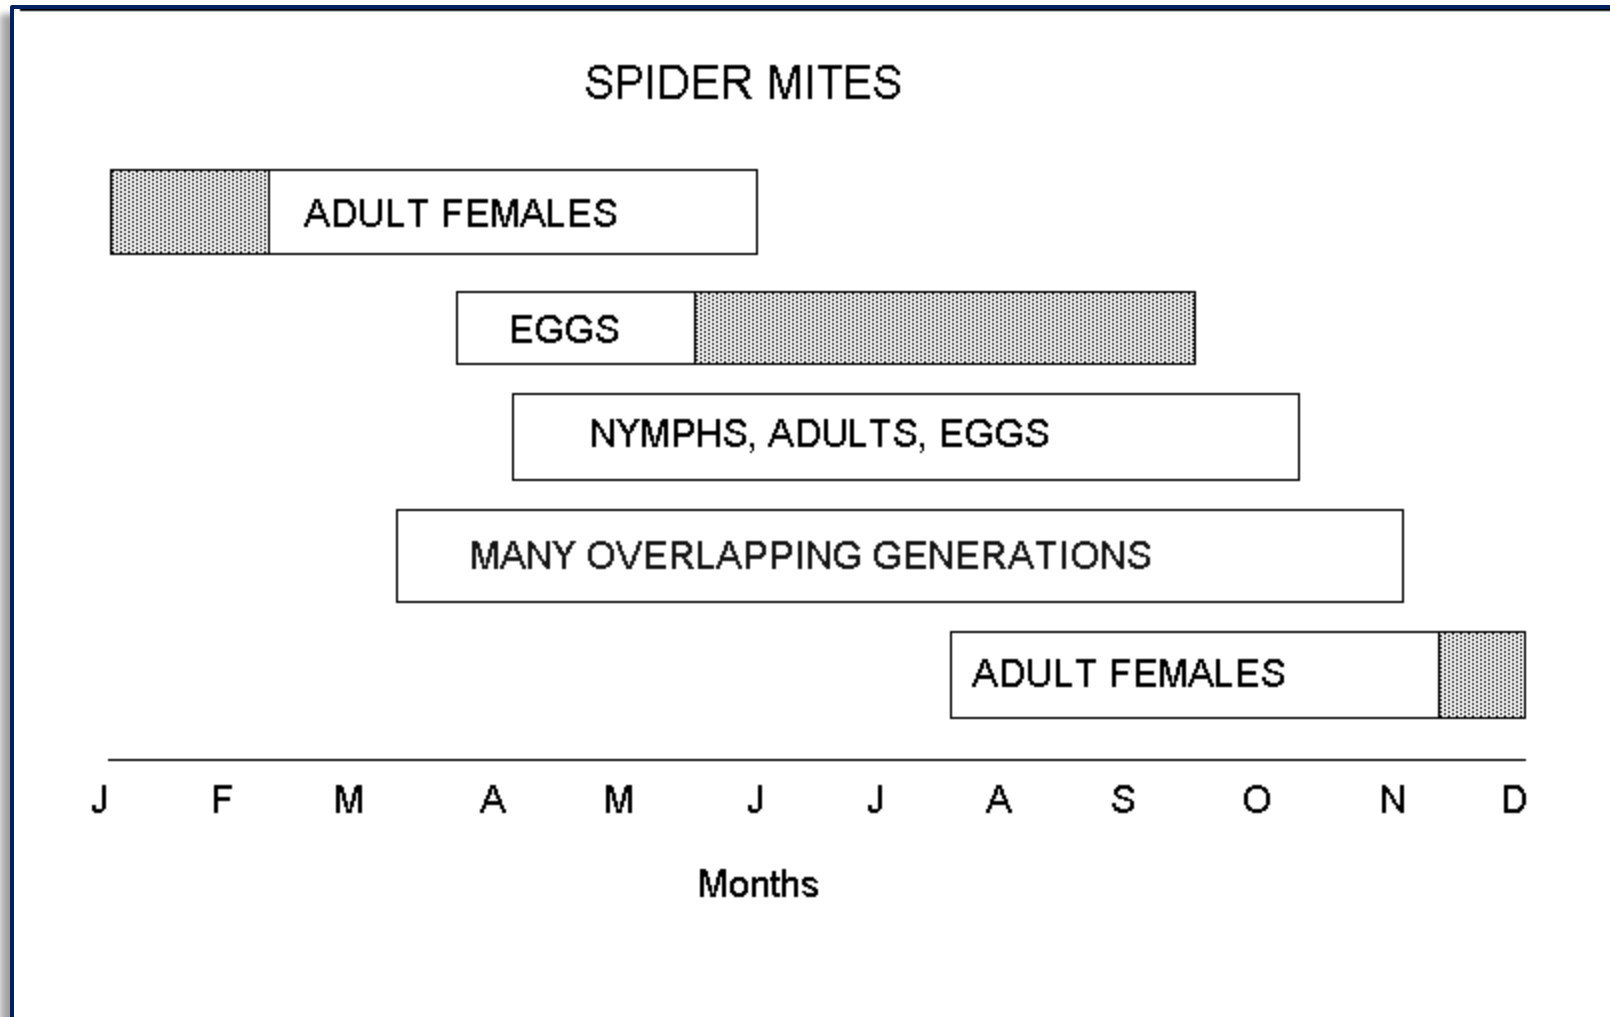 SPIDER MITES
ADULT FEMALES
EGGS
NYMPHS, ADULTS, EGGS
MANY OVERLAPPING GENERATIONS
ADULT FEMALES
J F M A M J J A S O N D
Months